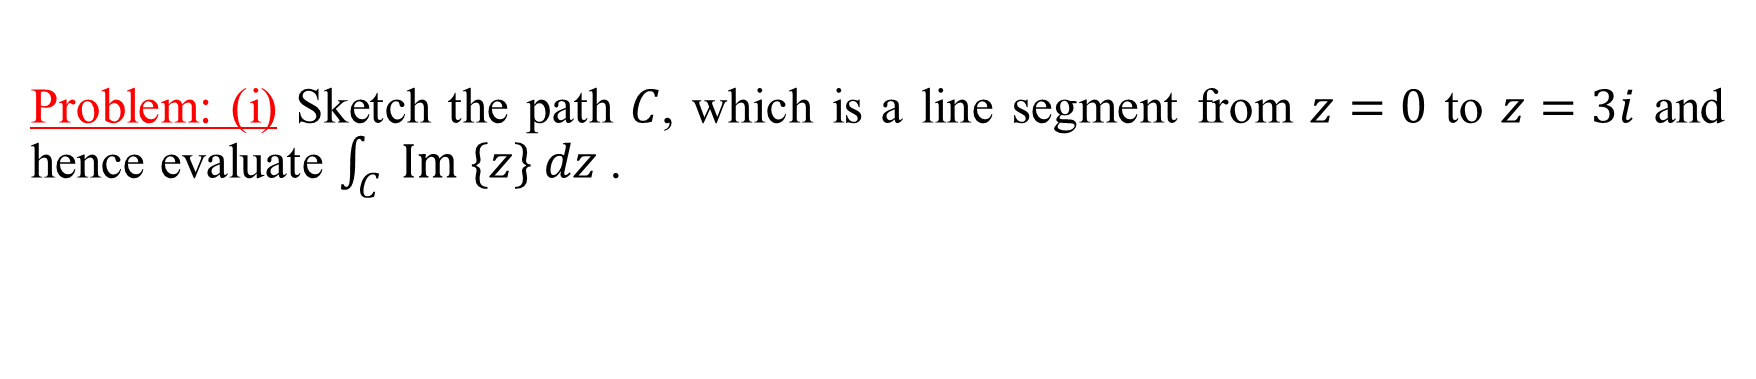 Problem: (i) Sketch the path C, which is a line segment from z = 0 to z = 3i and
hence evaluate ∫_C Im {z} dz .